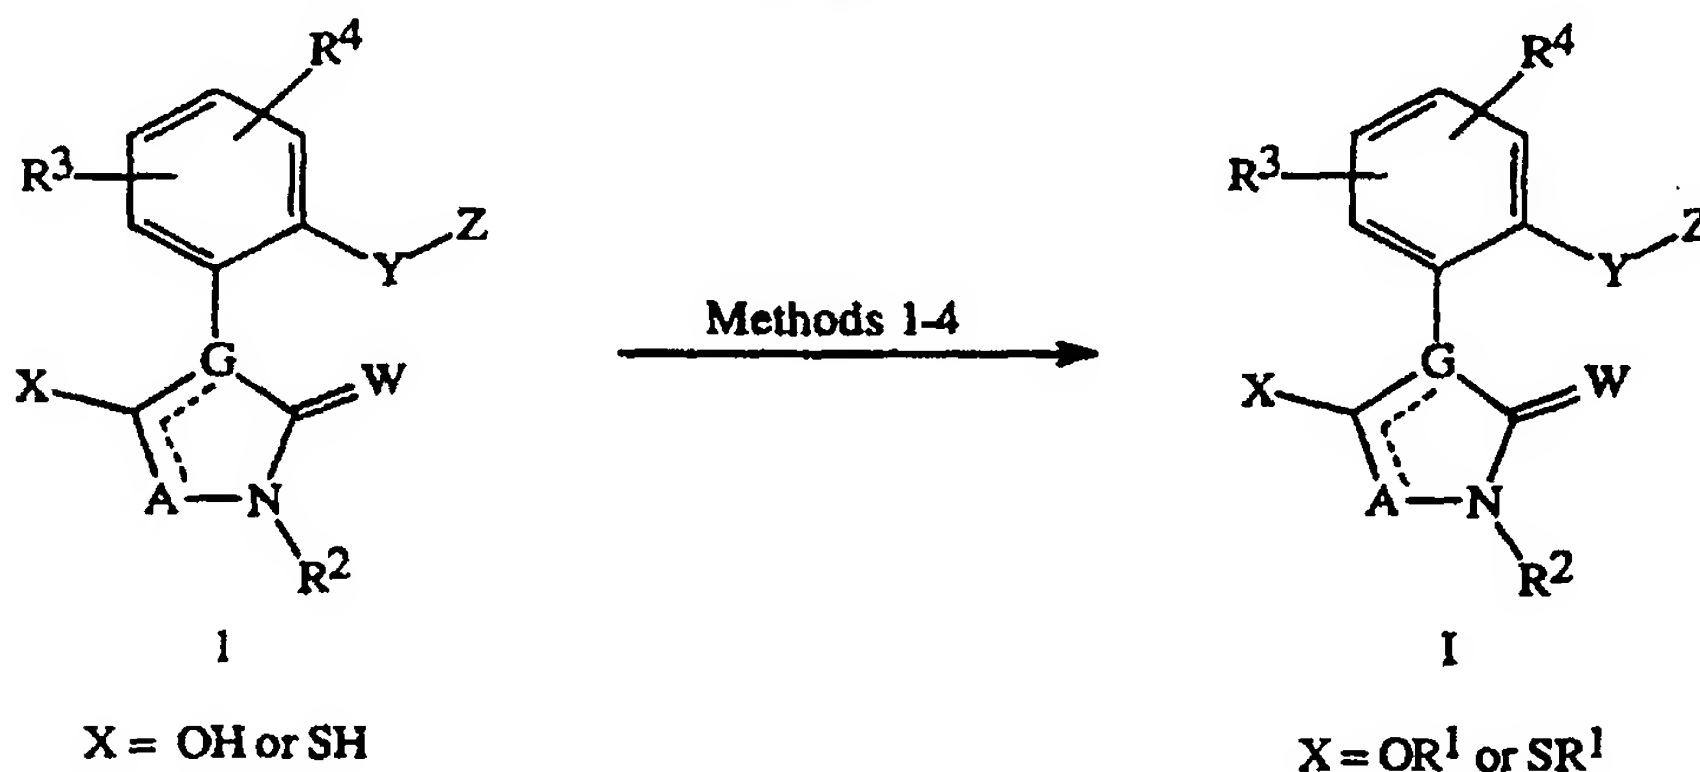 R⁴ R⁴
R³ R³
Z Z
Y Y
Methods 1-4
G G
X W X W
A N A N
R² R²
1 I
X = OH or SH X = OR¹ or SR¹